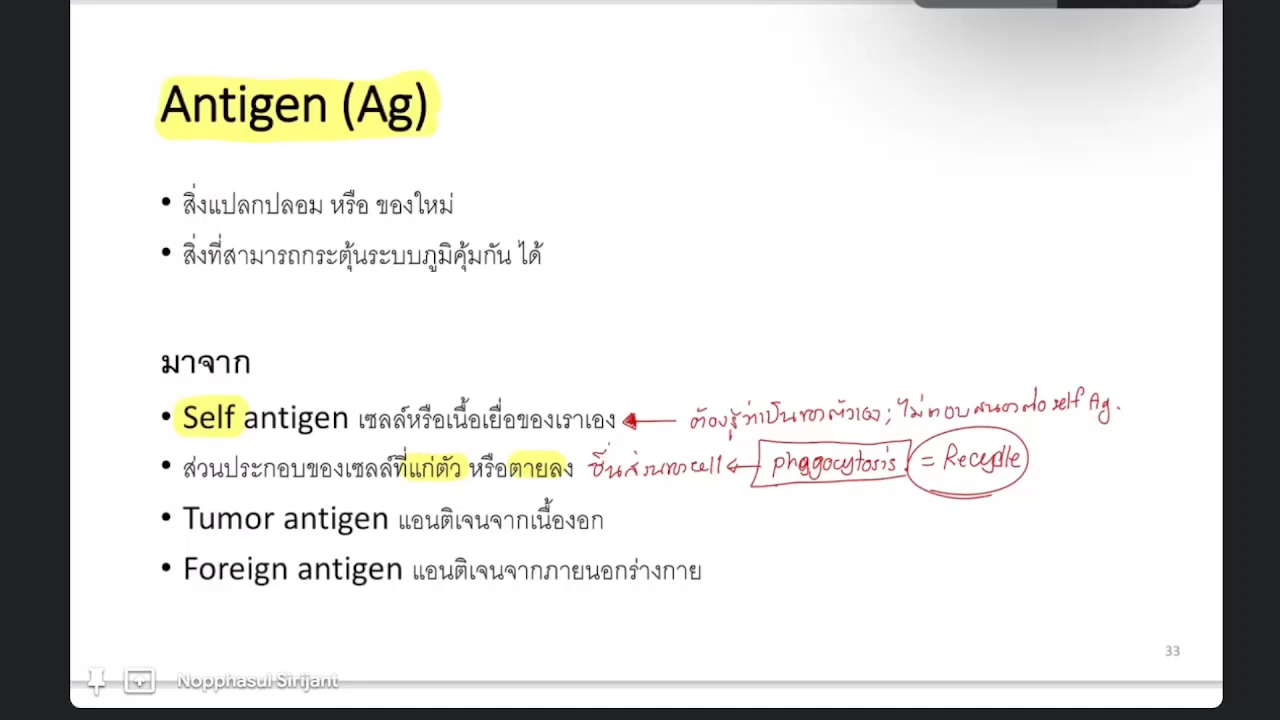 Antigen (Ag)
• สิ่งแปลกปลอม หรือ ของใหม่
• สิ่งที่สามารถกระตุ้นระบบภูมิคุ้มกัน ได้
มาจาก
• Self antigen เซลล์หรือเนื้อเยื่อของเราเอง ต้องรู้ว่าเป็นของตัวเอง; ไม่ตอบสนองต่อ self Ag.
• ส่วนประกอบของเซลล์ที่แก่ตัว หรือตายลง ชิ้นส่วนของcell phagocytosis = Recycle
• Tumor antigen แอนติเจนจากเนื้องอก
• Foreign antigen แอนติเจนจากภายนอกร่างกาย
33
Nopphasul Sirijant